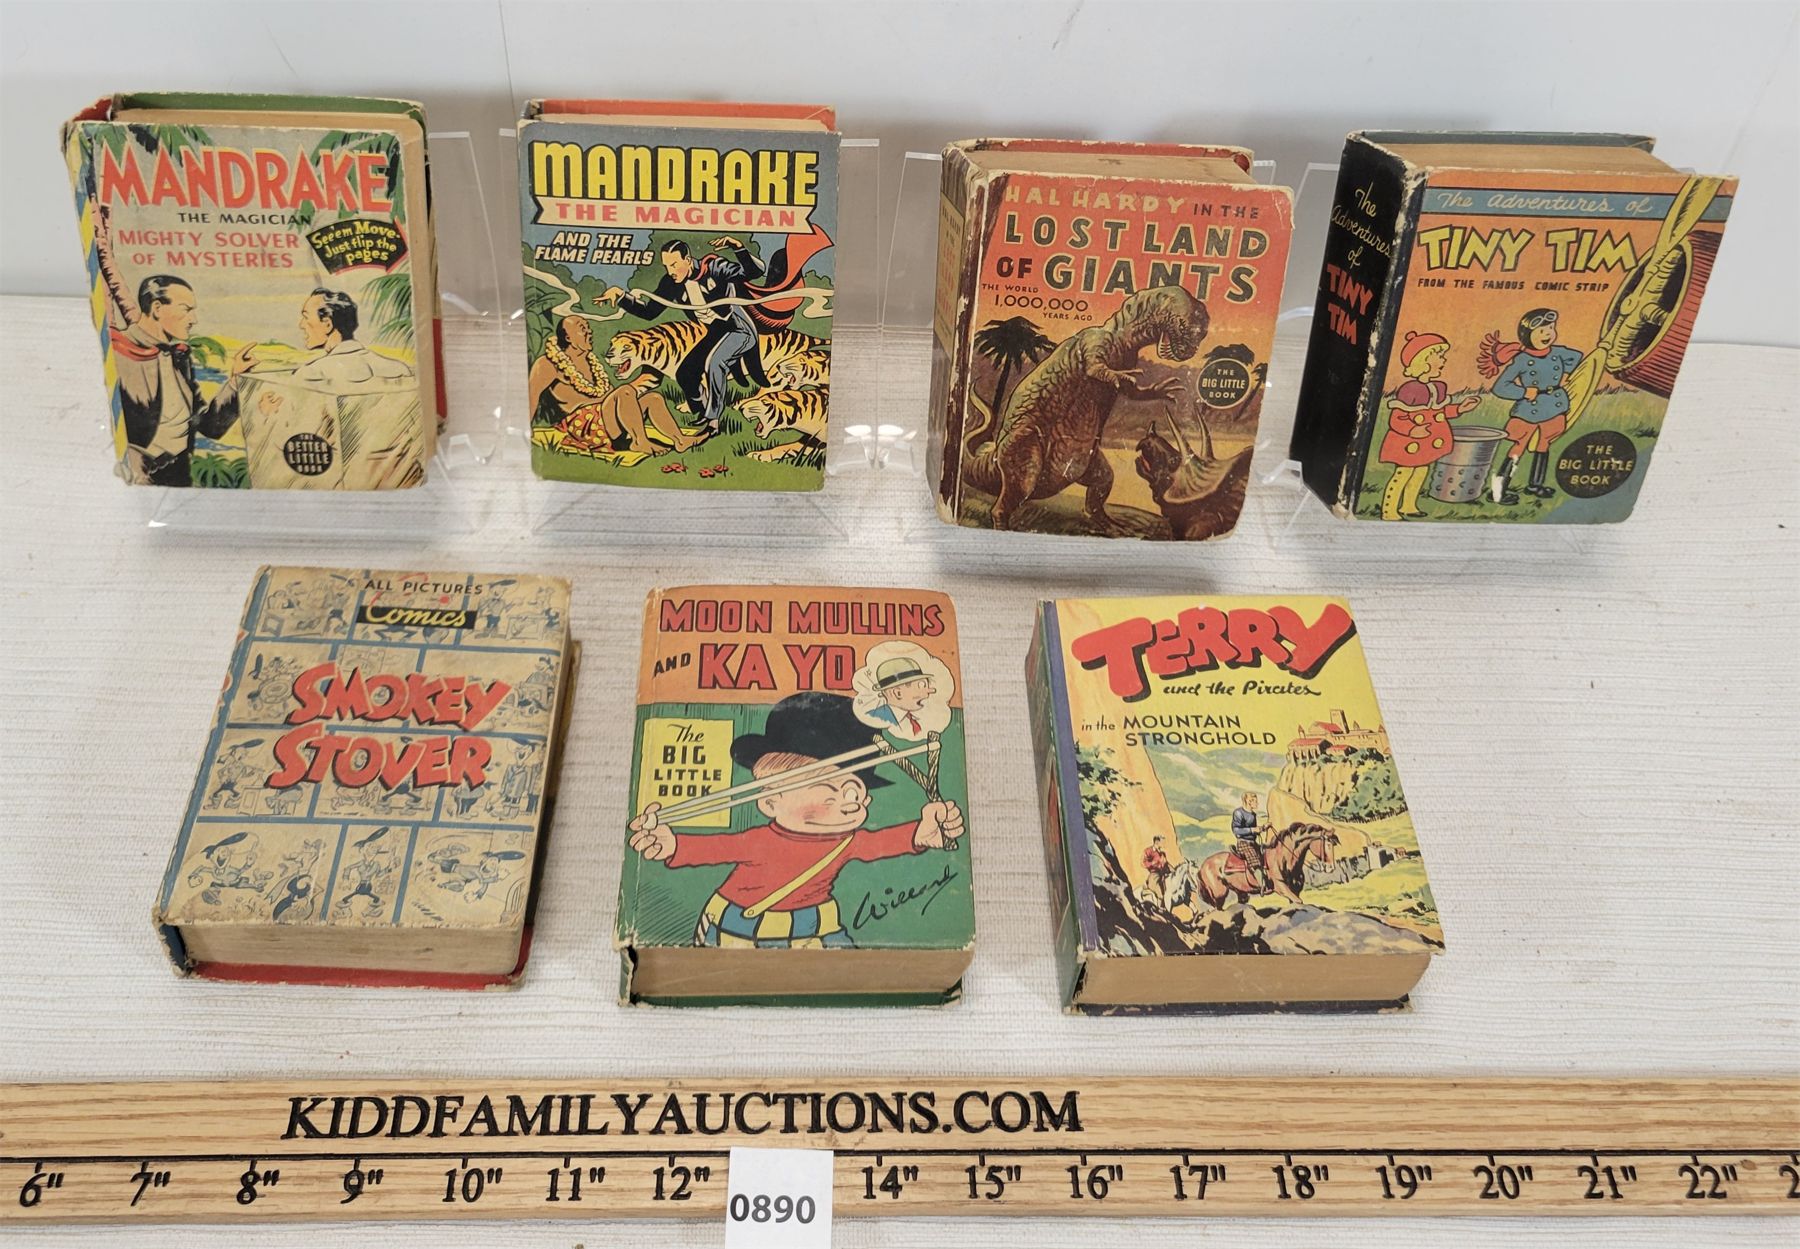 MANDRAKE
THE MAGICIAN
MIGHTY SOLVER
OF MYSTERIES
See'em Move-
Just flip the
pages
THE
BETTER
LITTLE
BOOK
MANDRAKE
THE MAGICIAN
AND THE
FLAME PEARLS
HAL HARDY IN THE
LOST LAND
OF GIANTS
THE WORLD
1,000,000
YEARS AGO
THE
BIG LITTLE
BOOK
The
Adventures
of
TINY
TIM
The adventures of
TINY TIM
FROM THE FAMOUS COMIC STRIP
THE
BIG LITTLE
BOOK
ALL PICTURES
Comics
SMOKEY
STOVER
MOON MULLINS
AND KAYO
The
BIG
LITTLE
BOOK
Willard
TERRY
and the Pirates
in the MOUNTAIN
STRONGHOLD
KIDDFAMILYAUCTIONS.COM
6" 7" 8" 9" 10" 11" 12" 14" 15" 16" 17" 18" 19" 20" 21" 22" 2
0890